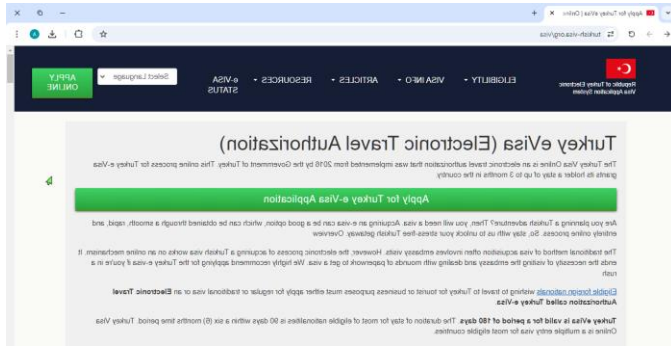 Apply for Turkey eVisa | Online
turkish-visa.org/visa
Republic of Turkey Electronic
Visa Application System
ELIGIBILITY
VISA INFO
ARTICLES
RESOURCES
e-VISA
STATUS
Select Language
APPLY
ONLINE
Turkey eVisa (Electronic Travel Authorization)
The Turkey Visa Online is an electronic travel authorization that was implemented from 2016 by the Government of Turkey. This online process for Turkey e-Visa
grants its holder a stay of up to 3 months in the country.
Apply for Turkey e-Visa Application
Are you planning a Turkish adventure? Then, you will need a visa. Acquiring an e-visa can be a good option, which can be obtained through a smooth, rapid, and
entirely online process. So, stay with us to unlock your stress-free Turkish getaway. Overview
The traditional method of visa acquisition often involves embassy visits. However, the electronic process of acquiring a Turkish visa works on an online mechanism. It
ends the necessity of visiting the embassy and dealing with mounds of paperwork to get a visa. We highly recommend applying for the Turkey e-visa if you're in a
rush
Eligible foreign nationals wishing to travel to Turkey for tourist or business purposes must either apply for regular or traditional visa or an Electronic Travel
Authorization called Turkey e-Visa.
Turkey eVisa is valid for a period of 180 days. The duration of stay for most of eligible nationalities is 90 days within a six (6) months time period. Turkey Visa
Online is a multiple entry visa for most eligible countries.